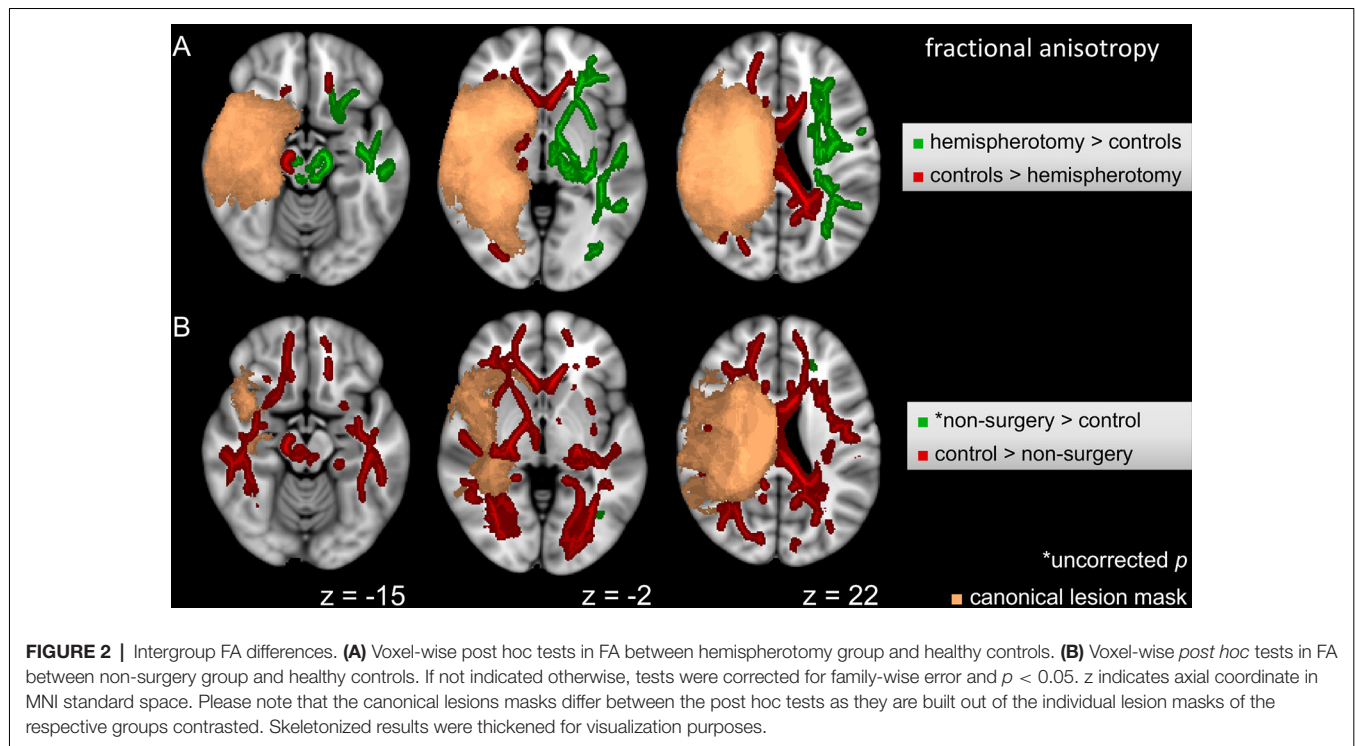 A
fractional anisotropy
hemispherotomy > controls
controls > hemispherotomy
B
*non-surgery > control
control > non-surgery
*uncorrected p
z = -15
z = -2
z = 22
canonical lesion mask
FIGURE 2 | Intergroup FA differences. (A) Voxel-wise post hoc tests in FA between hemispherotomy group and healthy controls. (B) Voxel-wise post hoc tests in FA
between non-surgery group and healthy controls. If not indicated otherwise, tests were corrected for family-wise error and p < 0.05. z indicates axial coordinate in
MNI standard space. Please note that the canonical lesions masks differ between the post hoc tests as they are built out of the individual lesion masks of the
respective groups contrasted. Skeletonized results were thickened for visualization purposes.